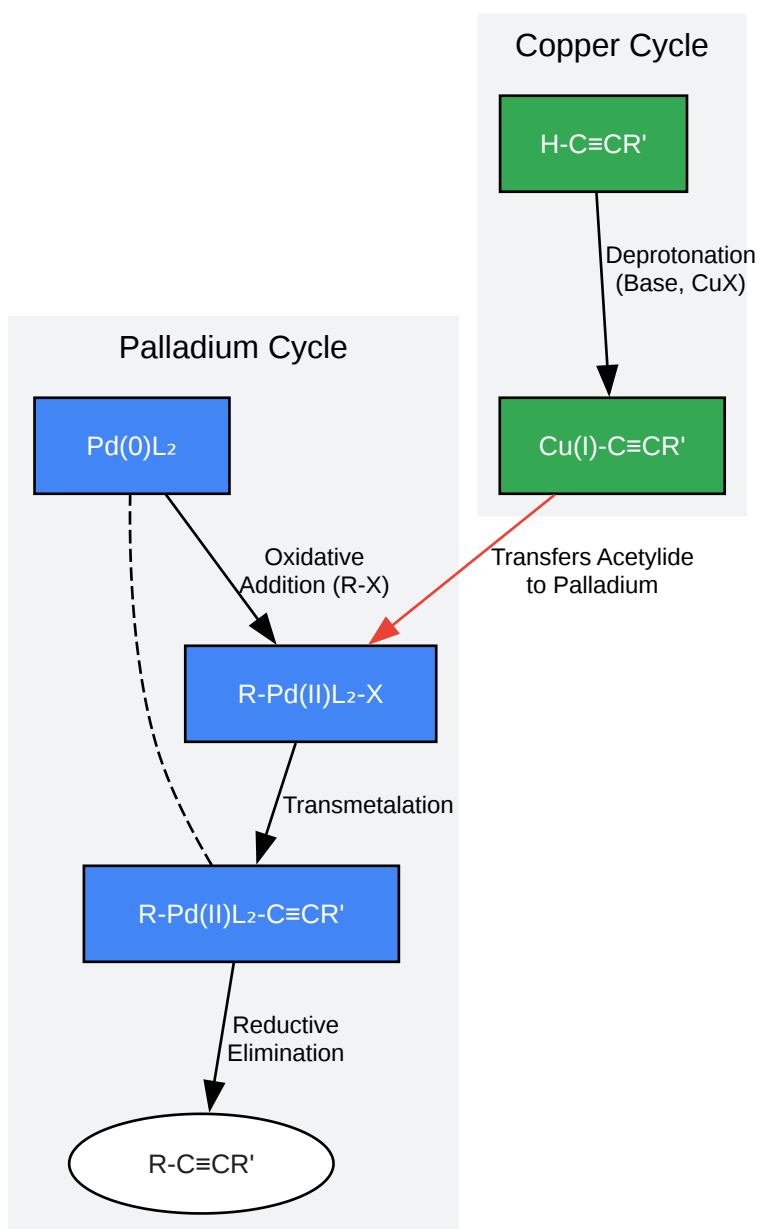 Copper Cycle
H-C≡CR'
Deprotonation
(Base, CuX)
Palladium Cycle
Pd(0)L₂
Cu(I)-C≡CR'
Oxidative
Addition (R-X)
Transfers Acetylide
to Palladium
R-Pd(II)L₂-X
Transmetalation
R-Pd(II)L₂-C≡CR'
Reductive
Elimination
R-C≡CR'